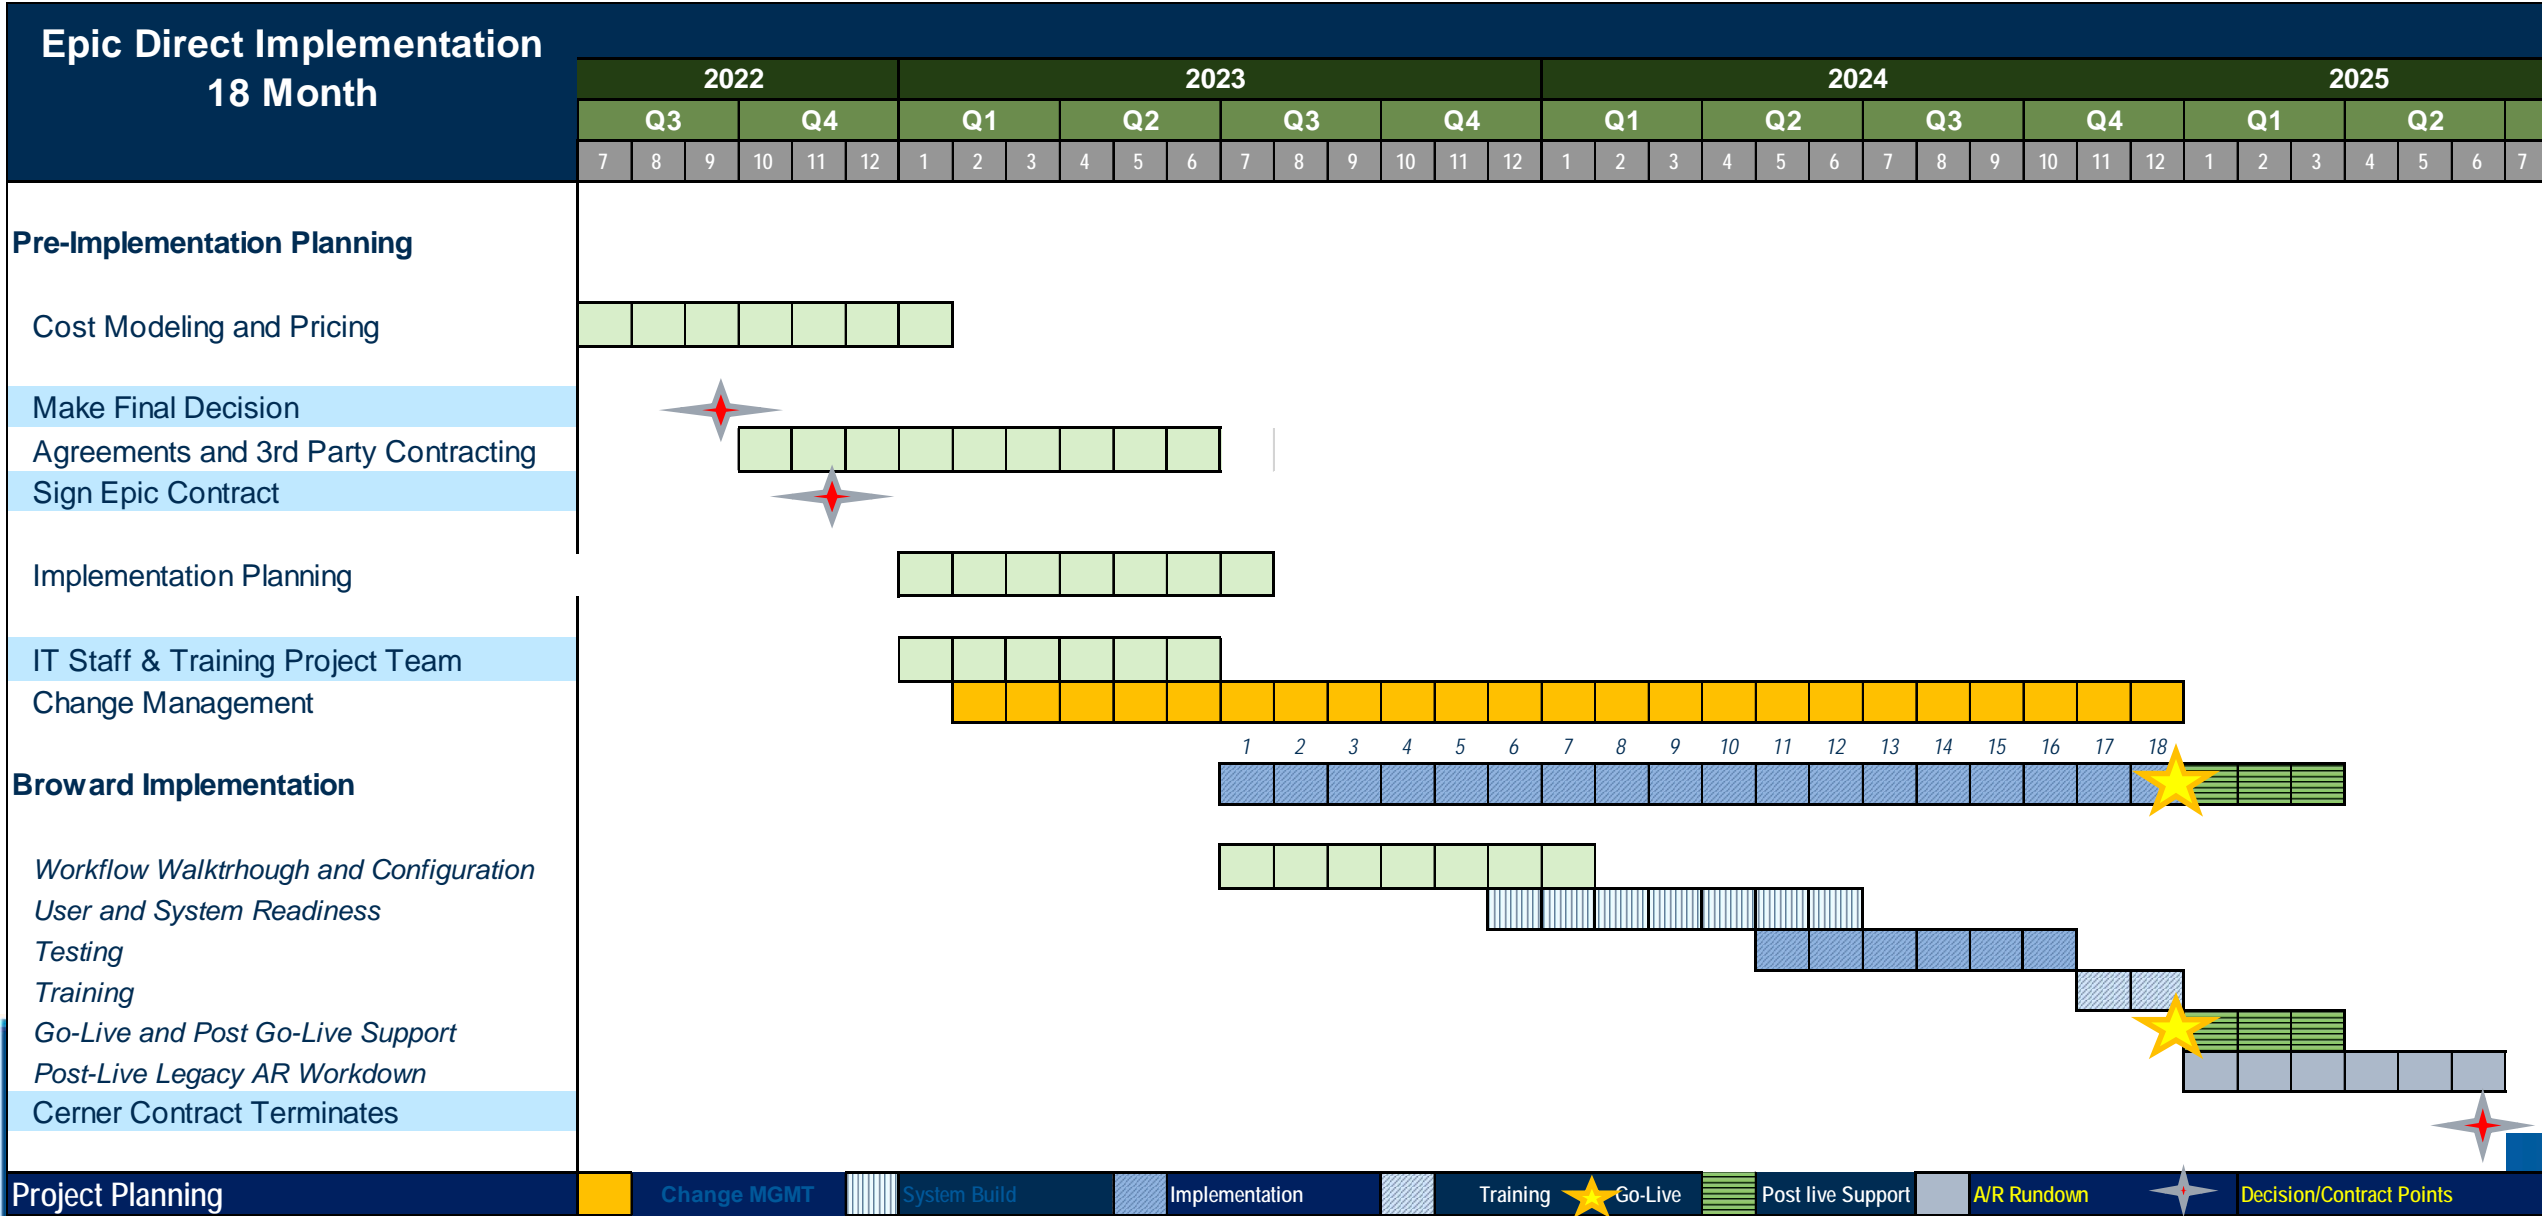 Epic Direct Implementation
18 Month
2022 2023 2024 2025
Q3 Q4 Q1 Q2 Q3 Q4 Q1 Q2 Q3 Q4 Q1 Q2
7 8 9 10 11 12 1 2 3 4 5 6 7 8 9 10 11 12 1 2 3 4 5 6 7 8 9 10 11 12 1 2 3 4 5 6 7
Pre-Implementation Planning
Cost Modeling and Pricing
Make Final Decision
Agreements and 3rd Party Contracting
Sign Epic Contract
Implementation Planning
IT Staff & Training Project Team
Change Management
1 2 3 4 5 6 7 8 9 10 11 12 13 14 15 16 17 18
Broward Implementation
Workflow Walktrhough and Configuration
User and System Readiness
Testing
Training
Go-Live and Post Go-Live Support
Post-Live Legacy AR Workdown
Cerner Contract Terminates
Project Planning Change MGMT System Build Implementation Training Go-Live Post live Support A/R Rundown Decision/Contract Points